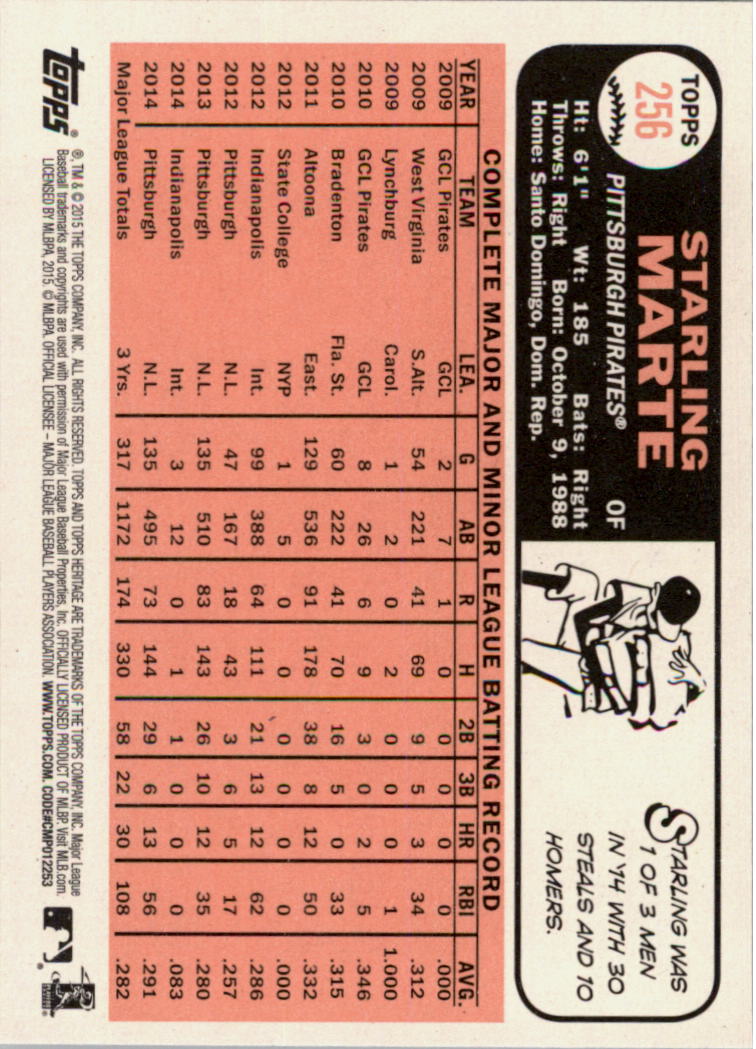 TOPPS
256
STARLING
MARTE
PITTSBURGH PIRATES® OF
Ht: 6'1" Wt: 185 Bats: Right
Throws: Right Born: October 9, 1988
Home: Santo Domingo, Dom. Rep.
STARLING WAS
1 OF 3 MEN
IN '14 WITH 30
STEALS AND 10
HOMERS.
COMPLETE MAJOR AND MINOR LEAGUE BATTING RECORD
YEAR TEAM LEA. G AB R H 2B 3B HR RBI AVG.
2009 GCL Pirates GCL 2 7 1 0 0 0 0 0 .000
2009 West Virginia S.Alt. 54 221 41 69 9 5 3 34 .312
2009 Lynchburg Carol. 1 2 0 2 0 0 0 1 1.000
2010 GCL Pirates GCL 8 26 6 9 3 0 2 5 .346
2010 Bradenton Fla. St. 60 222 41 70 16 5 0 33 .315
2011 Altoona East. 129 536 91 178 38 8 12 50 .332
2012 State College NYP 1 5 0 0 0 0 0 0 .000
2012 Indianapolis Int. 99 388 64 111 21 13 12 62 .286
2012 Pittsburgh N.L. 47 167 18 43 3 6 5 17 .257
2013 Pittsburgh N.L. 135 510 83 143 26 10 12 35 .280
2014 Indianapolis Int. 3 12 0 1 1 0 0 0 .083
2014 Pittsburgh N.L. 135 495 73 144 29 6 13 56 .291
Major League Totals 3 Yrs. 317 1172 174 330 58 22 30 108 .282
topps®
®, TM & © 2015 THE TOPPS COMPANY, INC. ALL RIGHTS RESERVED. TOPPS AND TOPPS HERITAGE ARE TRADEMARKS OF THE TOPPS COMPANY, INC. Major League
Baseball trademarks and copyrights are used with permission of Major League Baseball Properties, Inc. OFFICIALLY LICENSED PRODUCT OF MLBP. Visit MLB.com.
LICENSED BY MLBPA, 2015. © MLBPA. OFFICIAL LICENSEE – MAJOR LEAGUE BASEBALL PLAYERS ASSOCIATION. WWW.TOPPS.COM. CODE#CMP012253